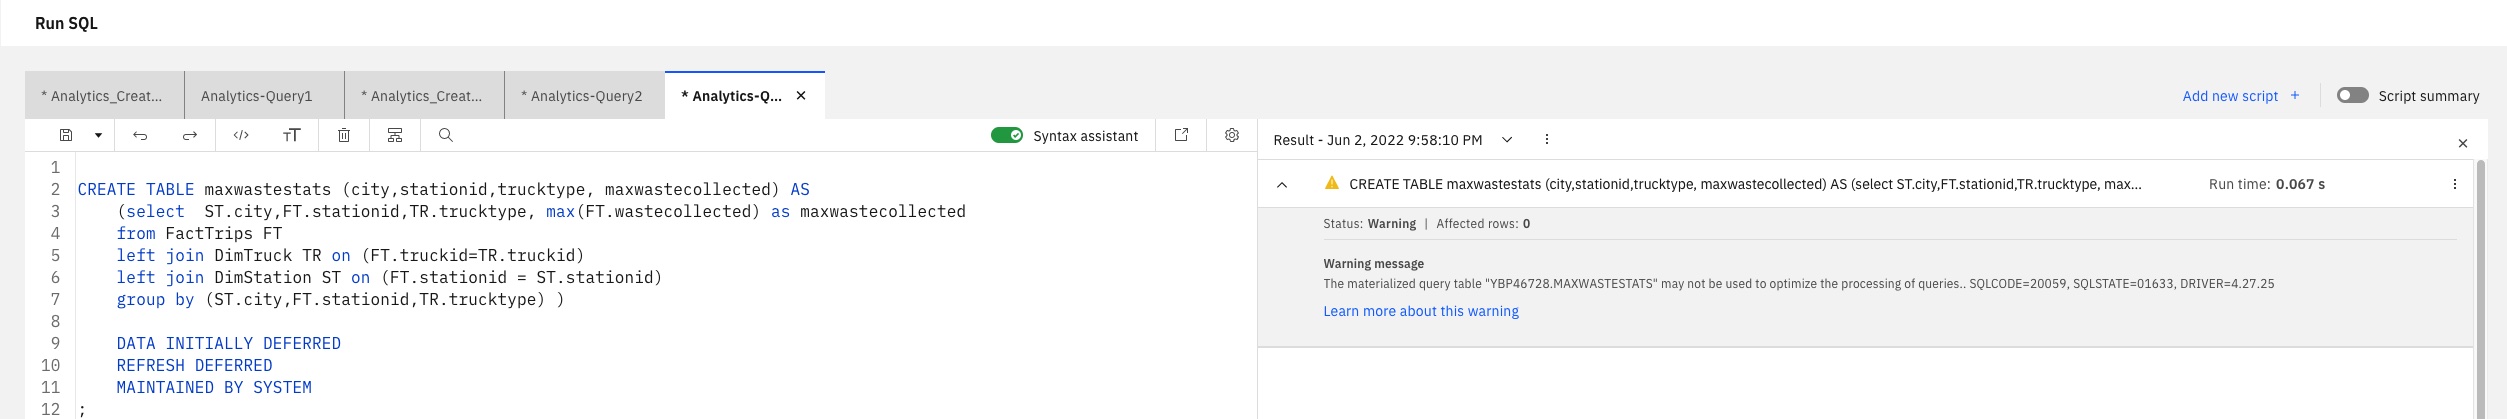 Run SQL
* Analytics_Creat...
Analytics-Query1
* Analytics_Creat...
* Analytics-Query2
* Analytics-Q... ×
Add new script +
Script summary
</> TT
Syntax assistant
1
2 CREATE TABLE maxwastestats (city,stationid,trucktype, maxwastecollected) AS
3 (select  ST.city,FT.stationid,TR.trucktype, max(FT.wastecollected) as maxwastecollected
4 from FactTrips FT
5 left join DimTruck TR on (FT.truckid=TR.truckid)
6 left join DimStation ST on (FT.stationid = ST.stationid)
7 group by (ST.city,FT.stationid,TR.trucktype) )
8
9 DATA INITIALLY DEFERRED
10 REFRESH DEFERRED
11 MAINTAINED BY SYSTEM
12 ;
Result - Jun 2, 2022 9:58:10 PM
CREATE TABLE maxwastestats (city,stationid,trucktype, maxwastecollected) AS (select ST.city,FT.stationid,TR.trucktype, max... Run time: 0.067 s
Status: Warning | Affected rows: 0
Warning message
The materialized query table "YBP46728.MAXWASTESTATS" may not be used to optimize the processing of queries.. SQLCODE=20059, SQLSTATE=01633, DRIVER=4.27.25
Learn more about this warning